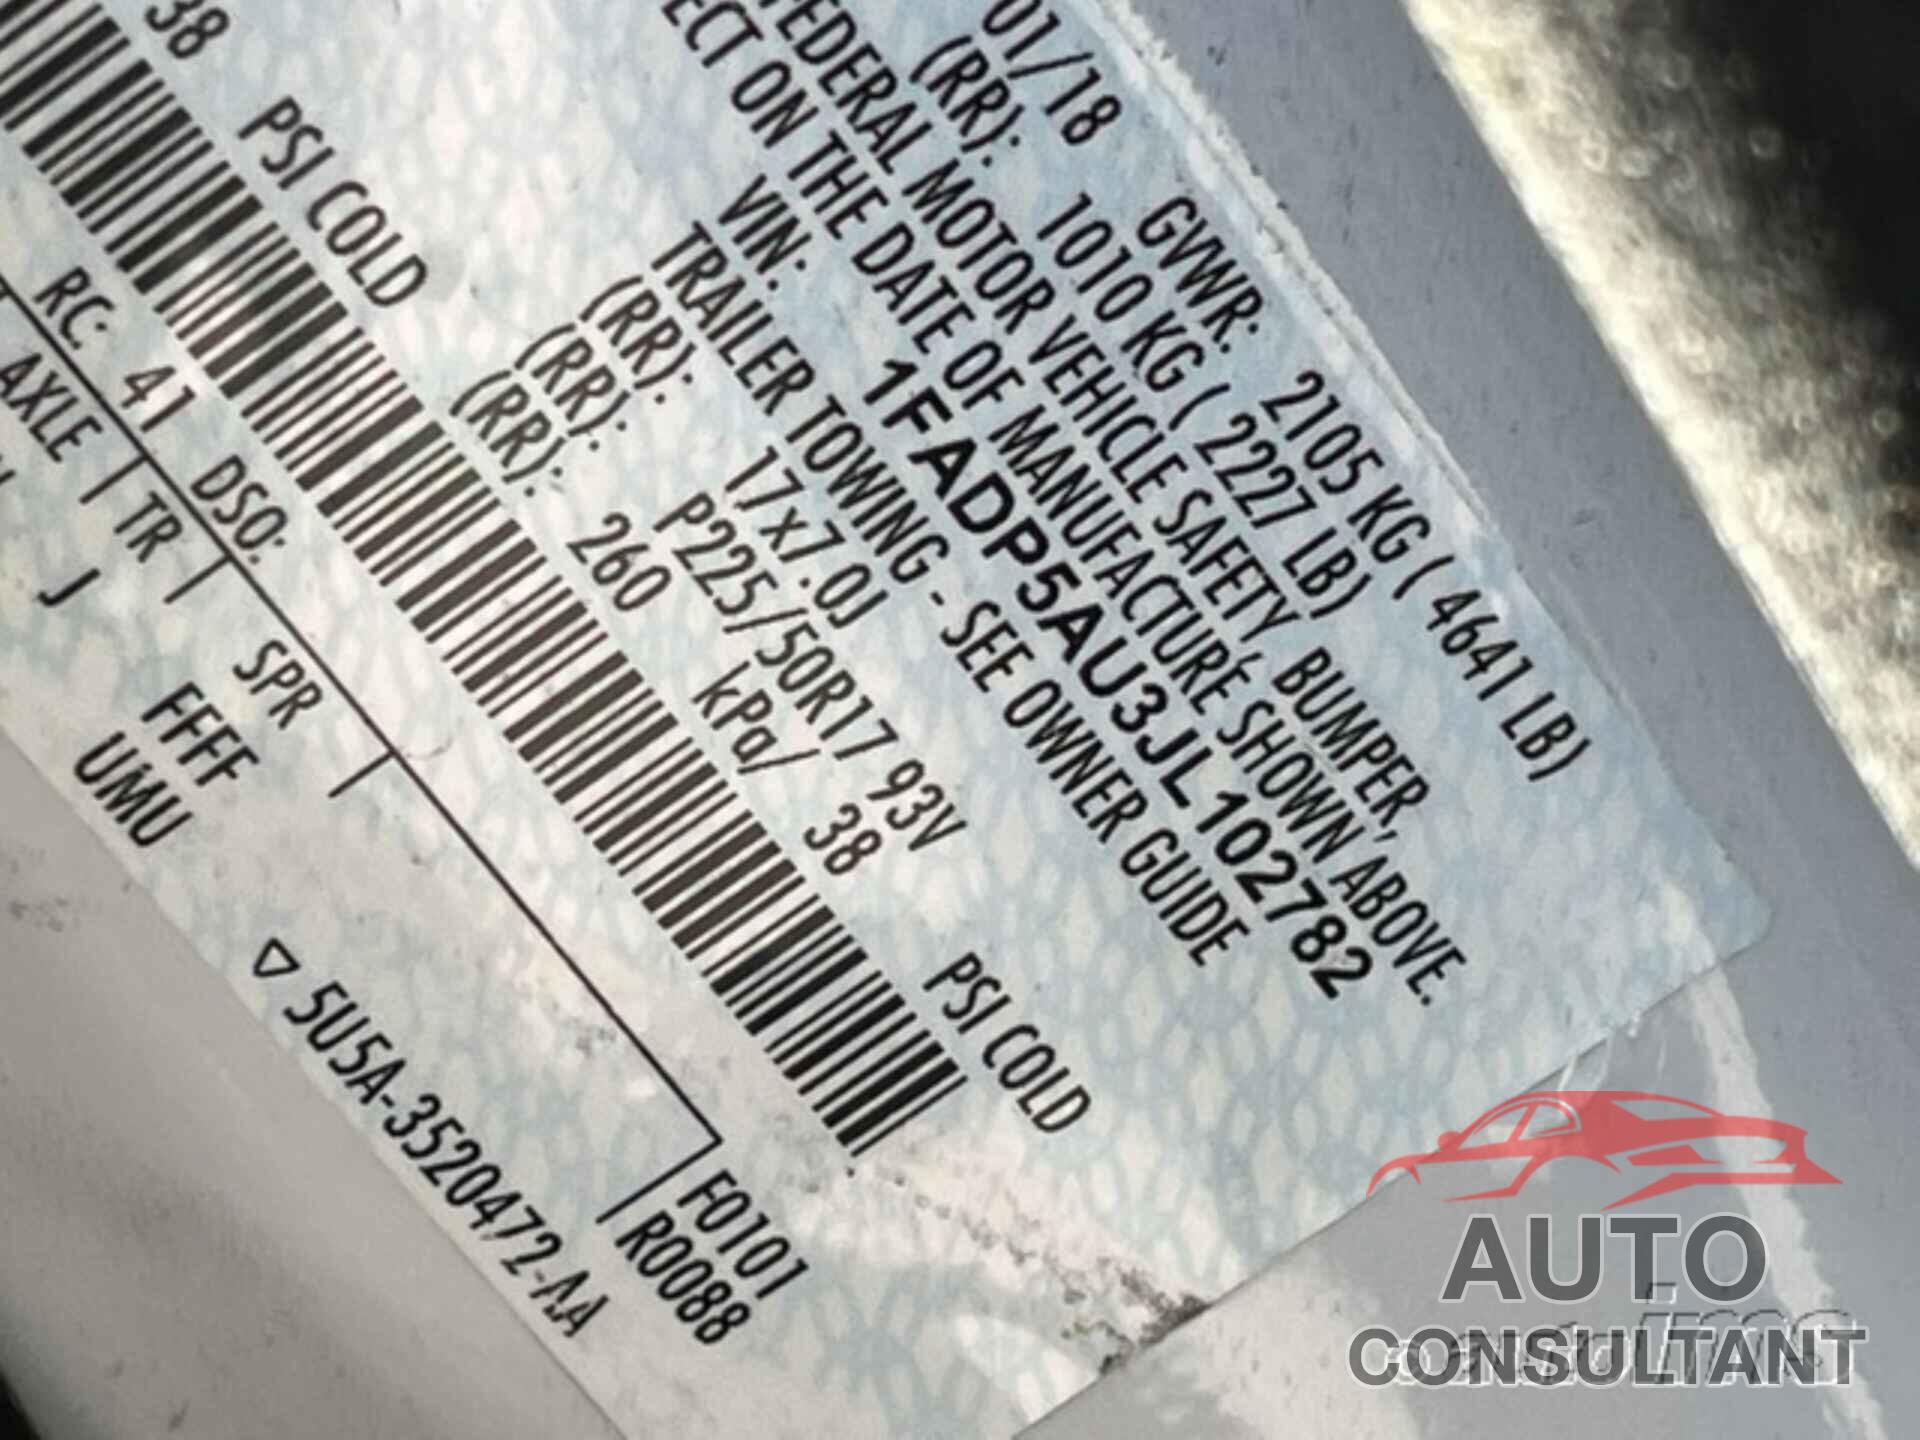 01/18 GVWR: 2105 KG ( 4641 LB)
(RR): 1010 KG ( 2227 LB)
FEDERAL MOTOR VEHICLE SAFETY, BUMPER,
ECT ON THE DATE OF MANUFACTURE SHOWN ABOVE.
VIN: 1FADP5AU3JL102782
TRAILER TOWING - SEE OWNER GUIDE
(RR): 17x7.0J
(RR): P225/50R17 93V
38 PSI COLD (RR): 260 kPa/ 38 PSI COLD
RC: 41 DSO:
AXLE TR SPR F0101
R0088
J FFFF
UMU
5U5A-3520472-AA
AUTO
CONSULTANT